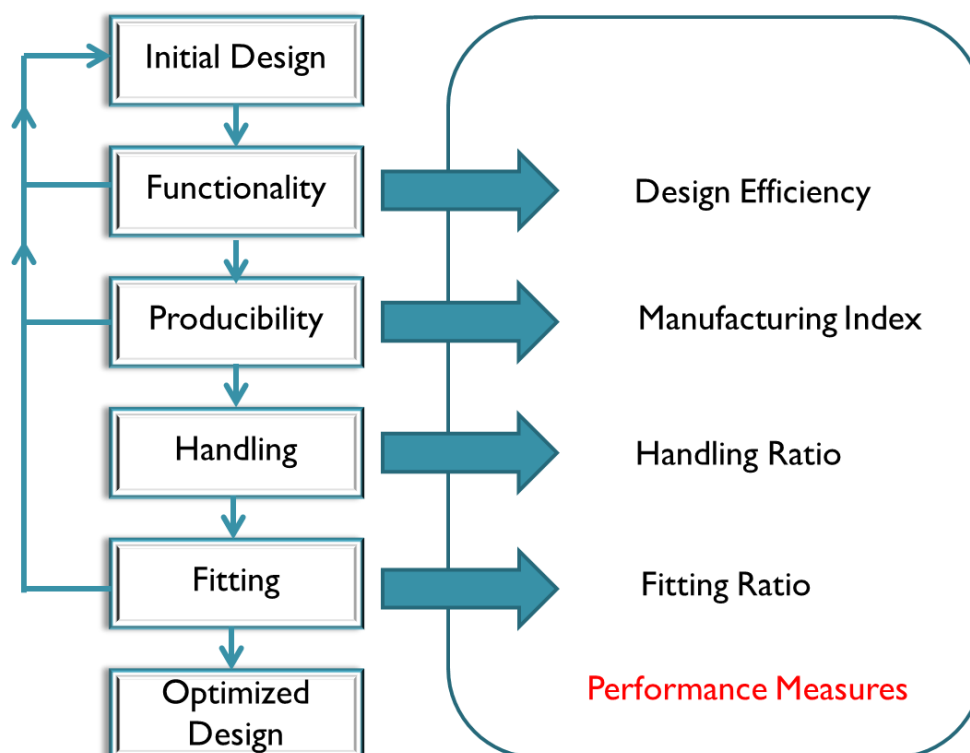 Initial Design
Functionality
Design Efficiency
Producibility
Manufacturing Index
Handling
Handling Ratio
Fitting
Fitting Ratio
Optimized
Design
Performance Measures